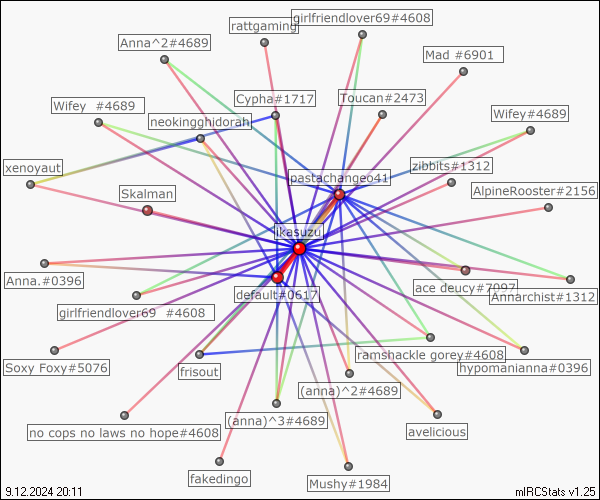 girlfriendlover69#4608
rattgaming
Anna^2#4689
Mad #6901
Cypha#1717
Toucan#2473
Wifey  #4689
neokingghidorah
Wifey#4689
xenoyaut
zibbits#1312
pastachangeo41
Skalman
AlpineRooster#2156
ikasuzu
Anna.#0396
ace deucy#7097
default#0617
Annarchist#1312
girlfriendlover69  #4608
ramshackle gorey#4608
Soxy Foxy#5076
frisout
hypomanianna#0396
(anna)^2#4689
(anna)^3#4689
no cops no laws no hope#4608
avelicious
fakedingo
Mushy#1984
9.12.2024 20:11
mIRCStats v1.25